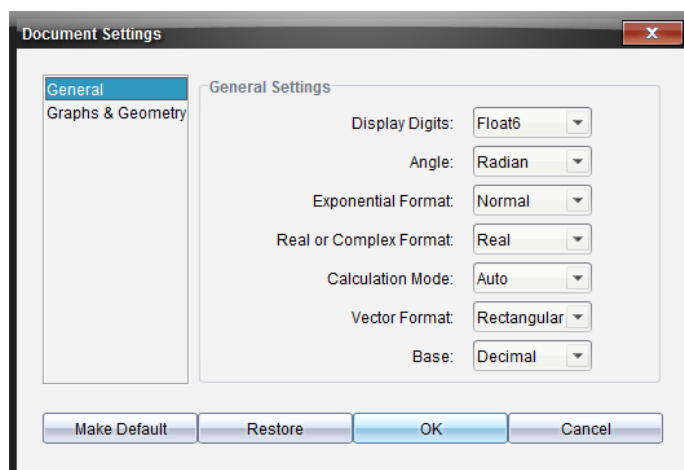 Document Settings
General
Graphs & Geometry
General Settings
Display Digits: Float6
Angle: Radian
Exponential Format: Normal
Real or Complex Format: Real
Calculation Mode: Auto
Vector Format: Rectangular
Base: Decimal
Make Default Restore OK Cancel